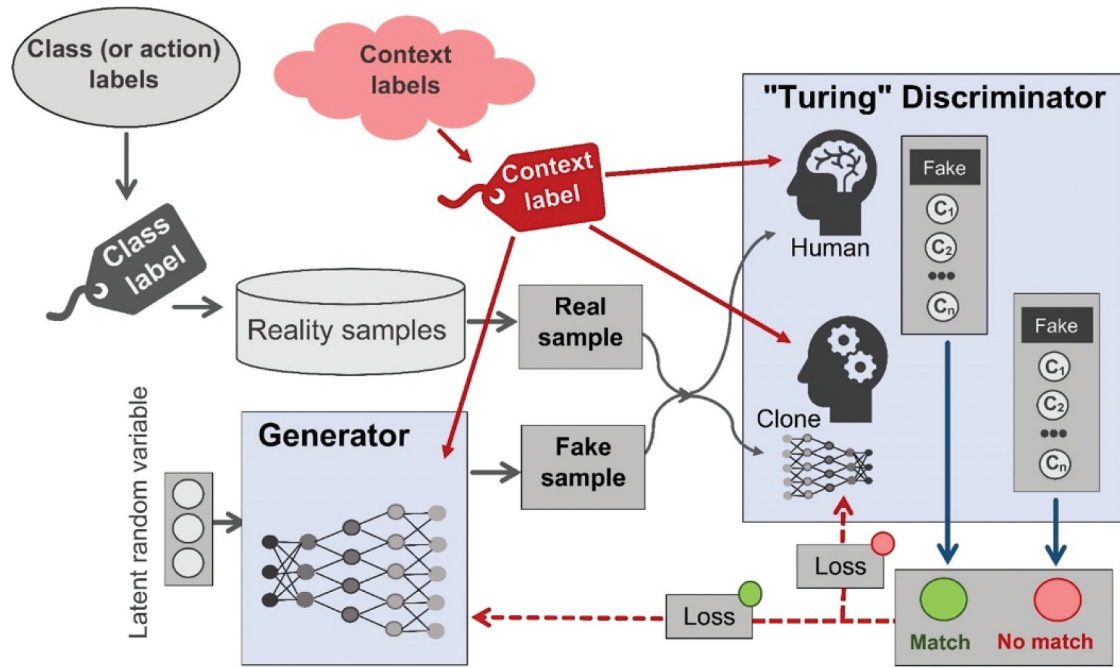 Class (or action)
labels
Context
labels
"Turing" Discriminator
Context
label
Class
label
Human
Fake
C1
C2
•••
Cn
Reality samples
Real
sample
Fake
C1
C2
•••
Cn
Clone
Latent random variable
Generator
Fake
sample
Loss
Loss
Match
No match